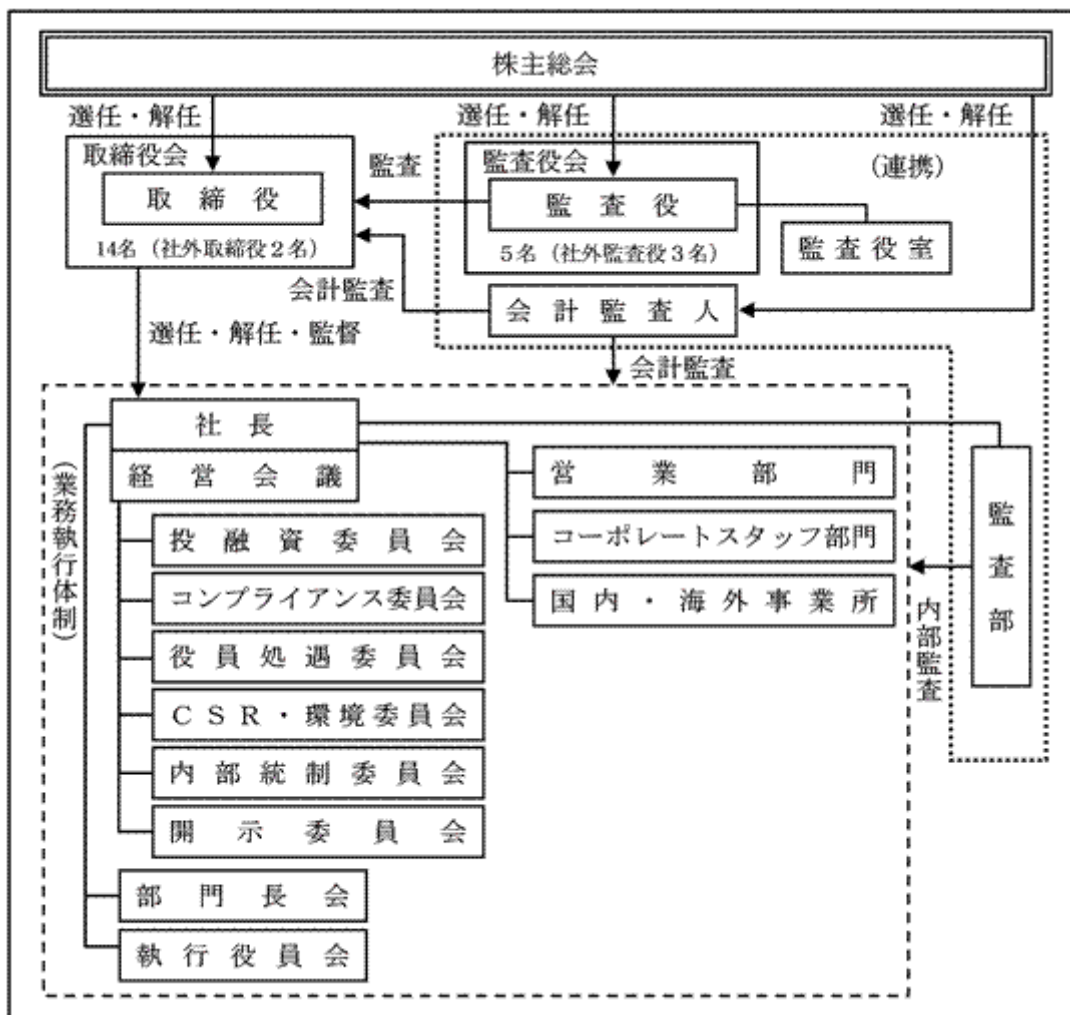 株主総会
選任・解任
選任・解任
選任・解任
取締役会
取締役
14名（社外取締役2名）
監査
監査役会
監査役
5名（社外監査役3名）
（連携）
監査役室
会計監査
会計監査人
選任・解任・監督
会計監査
（業務執行体制）
社長
経営会議
投融資委員会
コンプライアンス委員会
役員処遇委員会
CSR・環境委員会
内部統制委員会
開示委員会
部門長会
執行役員会
営業部門
コーポレートスタッフ部門
国内・海外事業所
内部監査
監査部